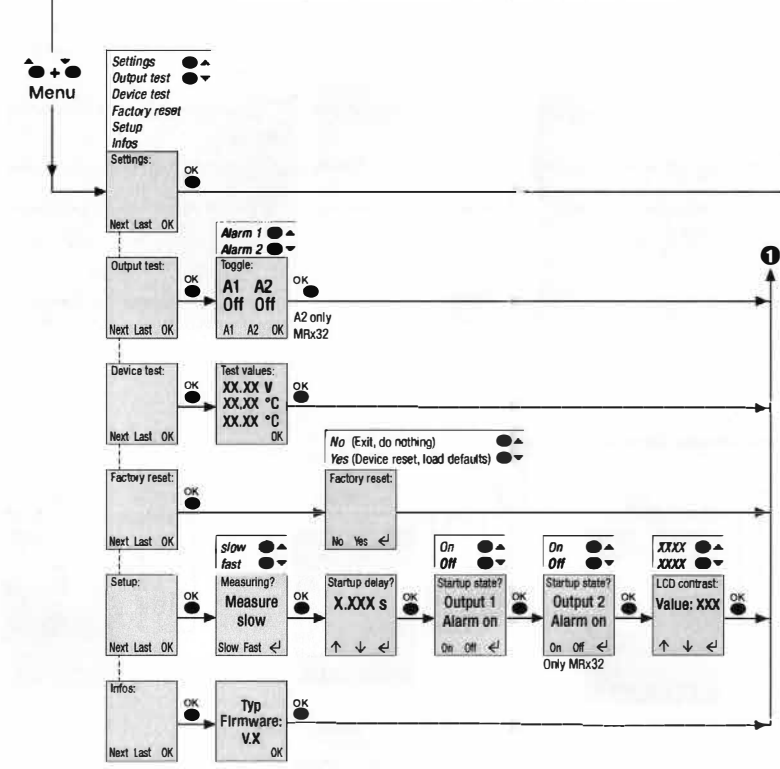 Settings
Output test
Device test
Factory reset
Setup
Infos
+
Menu
Settings:
OK
Next Last OK
Alarm 1
Alarm 2
Output test:
OK
Toggle:
A1 A2
Off Off
A1 A2 OK
OK
A2 only
MRx32
Next Last OK
❶
Device test:
OK
Test values:
XX.XX V
XX,XX °C
XX.XX °C
OK
OK
Next Last OK
No (Exit, do nothing)
Yes (Device reset, load defaults)
Factory reset:
OK
Next Last OK
Factory reset:
No Yes ↵
slow
fast
On
Off
On
Off
XXXX
XXXX
Setup:
OK
Next Last OK
Measuring?
Measure
slow
Slow Fast ↵
OK
Startup delay?
X.XXX s
↑ ↓ ↵
OK
Startup state?
Output 1
Alarm on
On Off ↵
OK
Startup state?
Output 2
Alarm on
On Off ↵
Only MRx32
OK
LCD contrast:
Value: XXX
↑ ↓ ↵
OK
Infos:
OK
Next Last OK
Typ
Firmware:
V.X
OK
OK